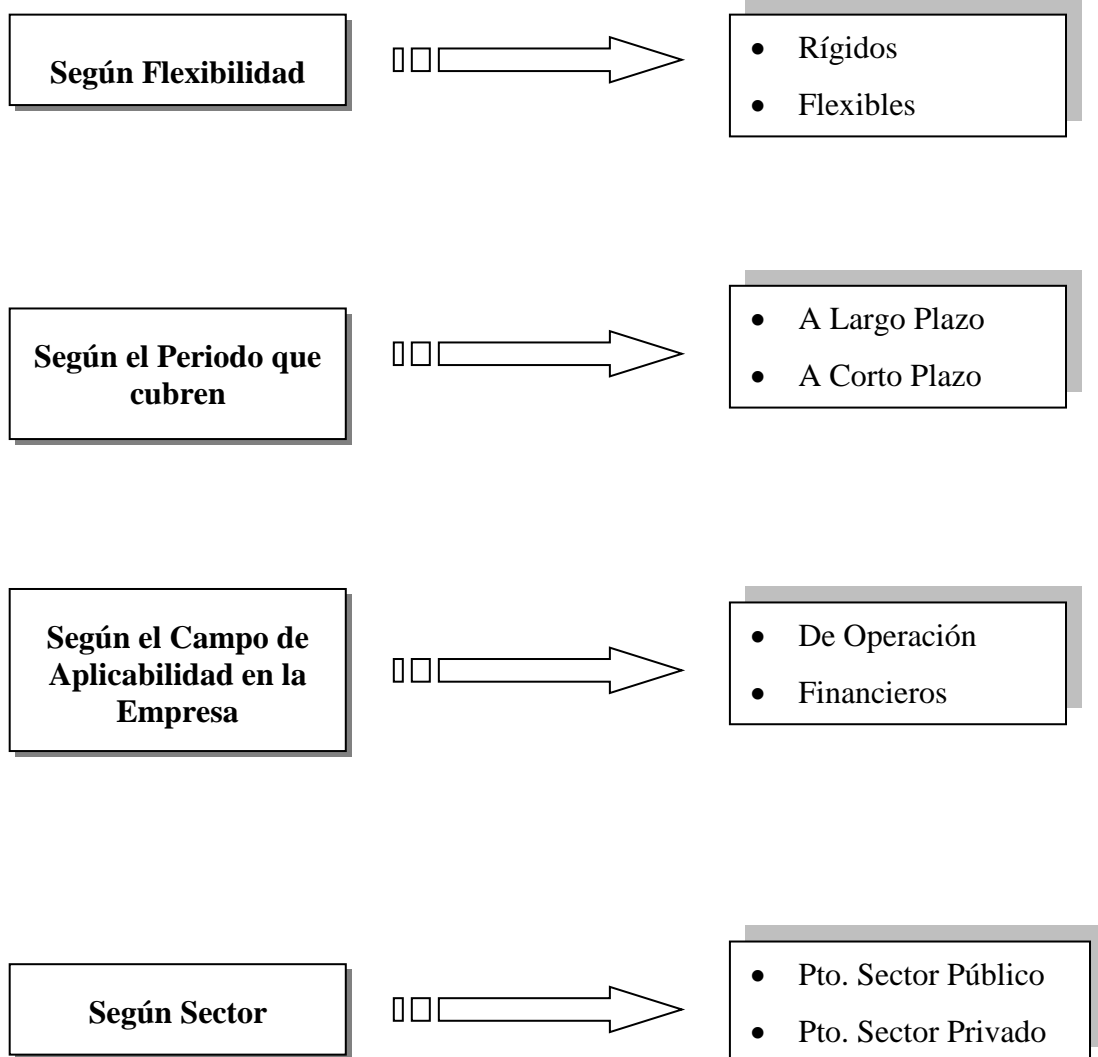 Según Flexibilidad
• Rígidos
• Flexibles
Según el Periodo que
cubren
• A Largo Plazo
• A Corto Plazo
Según el Campo de
Aplicabilidad en la
Empresa
• De Operación
• Financieros
Según Sector
• Pto. Sector Público
• Pto. Sector Privado